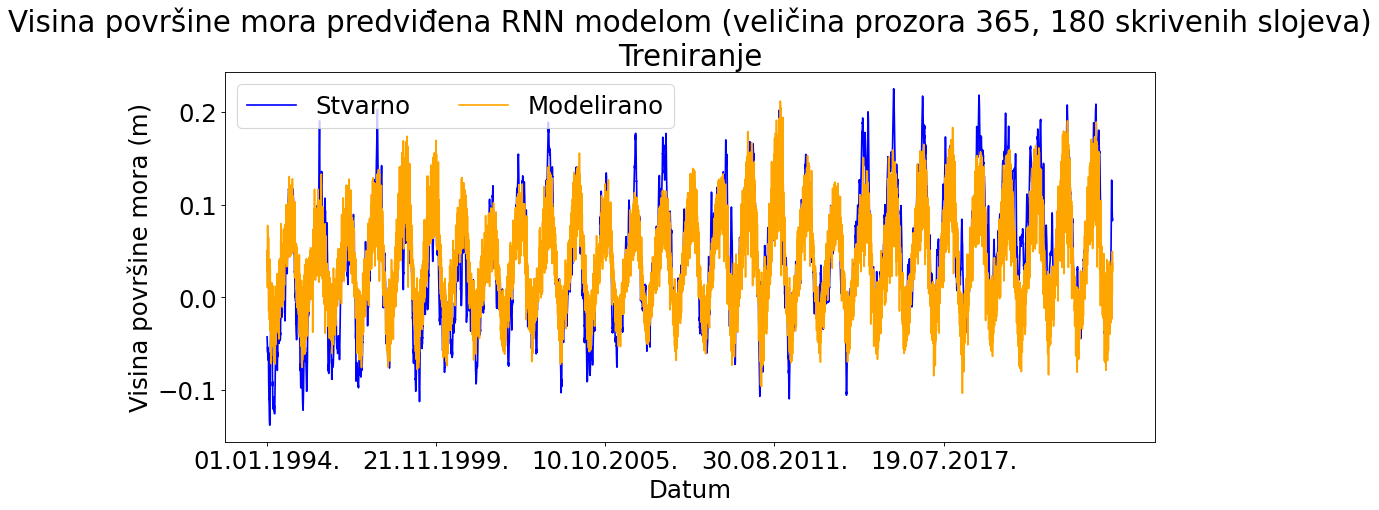 Visina površine mora predviđena RNN modelom (veličina prozora 365, 180 skrivenih slojeva)
Treniranje
Stvarno
Modelirano
Visina površine mora (m)
0.2
0.1
0.0
−0.1
01.01.1994.
21.11.1999.
10.10.2005.
30.08.2011.
19.07.2017.
Datum